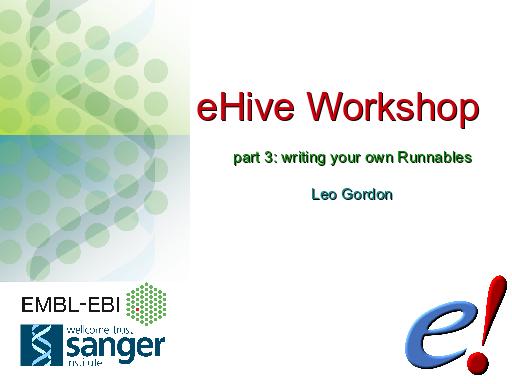 eHive Workshop
part 3: writing your own Runnables
Leo Gordon
EMBL-EBI
wellcome trust
sanger
institute
e!